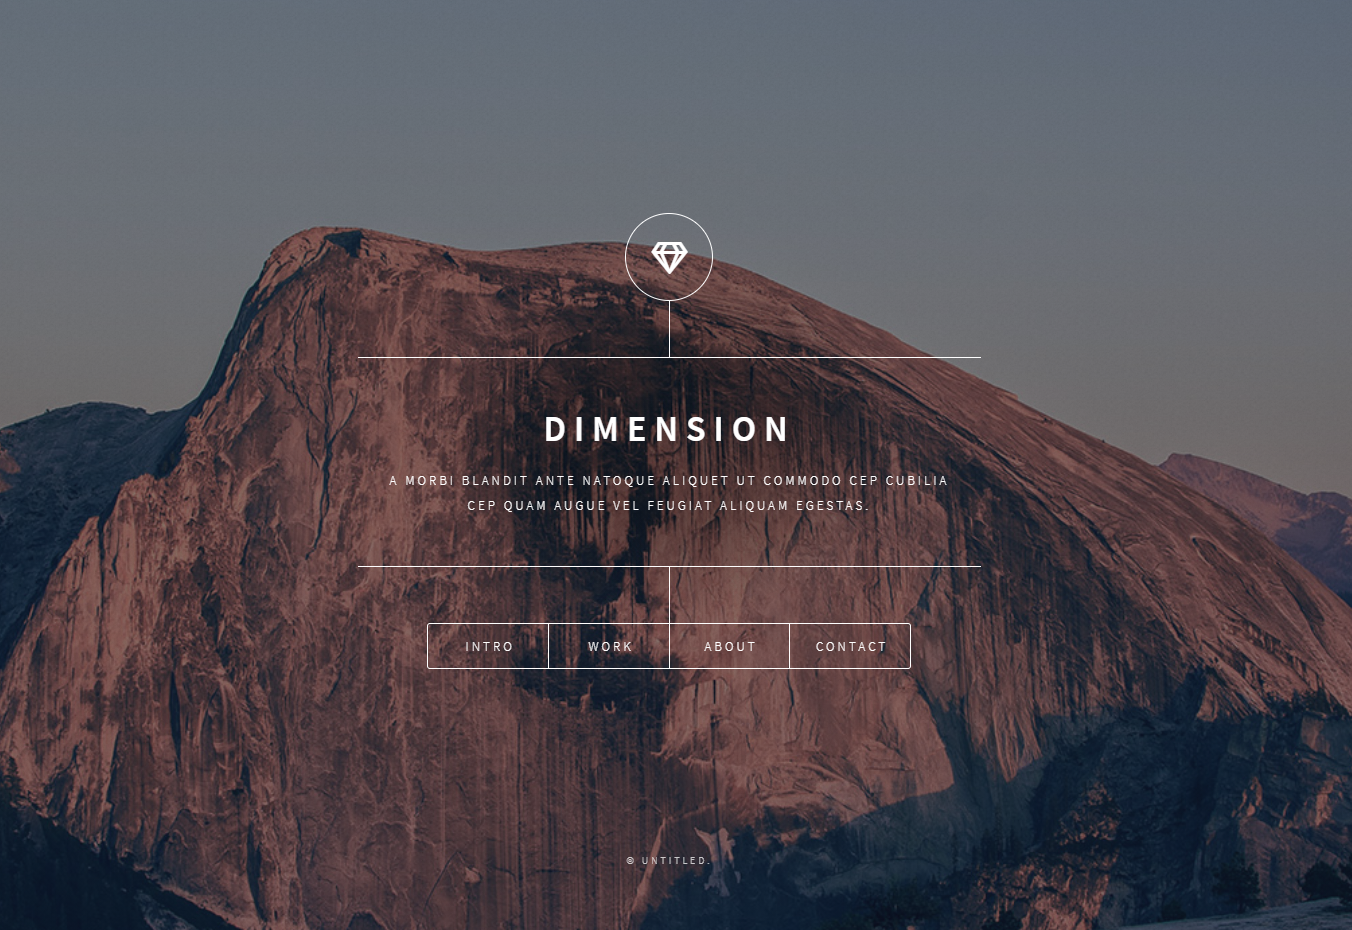 DIMENSION
A MORBI BLANDIT ANTE NATOQUE ALIQUET UT COMMODO CEP CUBILIA
CEP QUAM AUGUE VEL FEUGIAT ALIQUAM EGESTAS.
INTRO WORK ABOUT CONTACT
© UNTITLED.